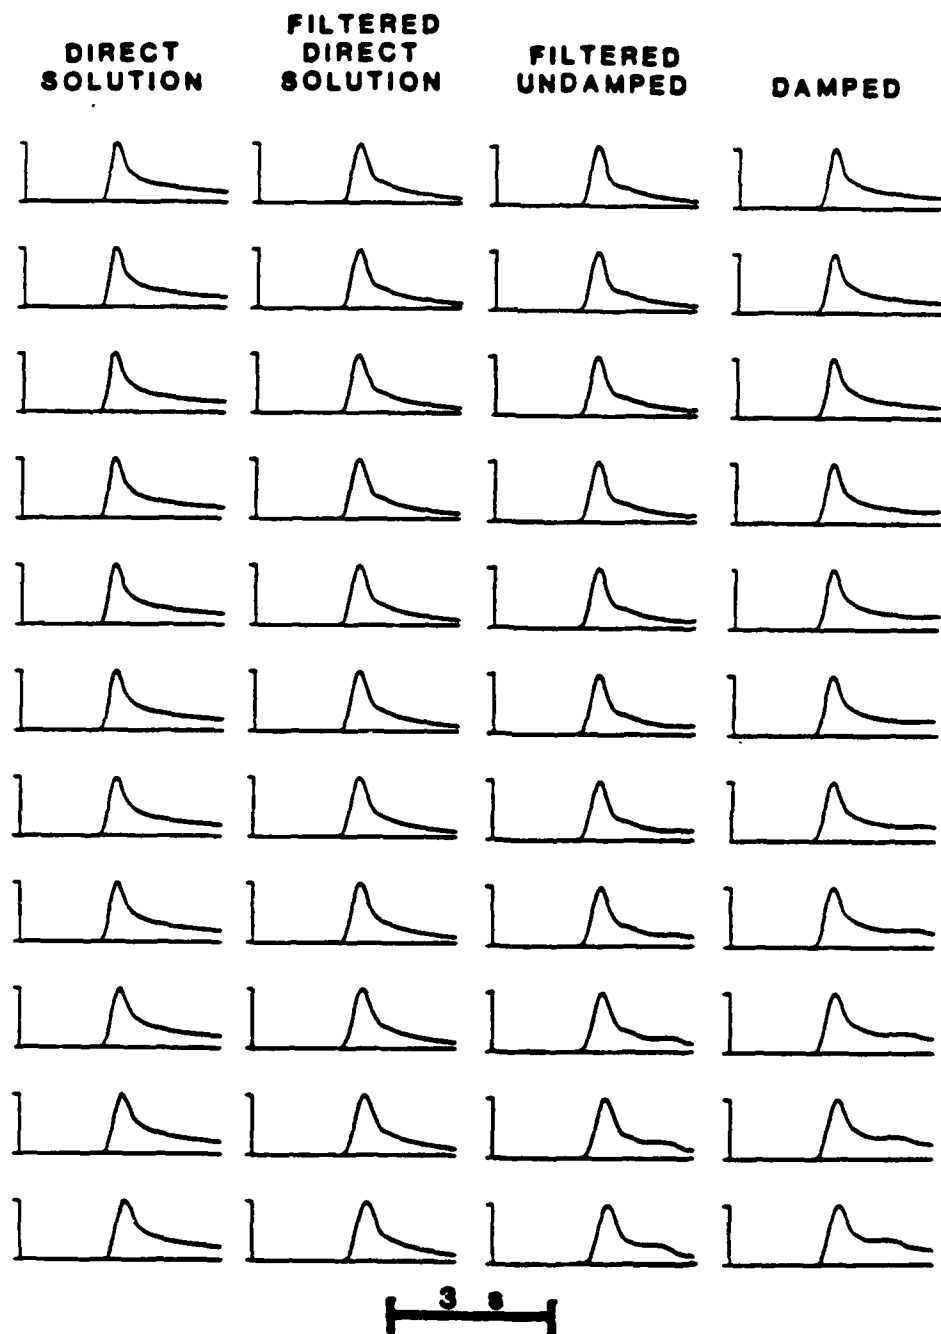 DIRECT
SOLUTION
FILTERED
DIRECT
SOLUTION
FILTERED
UNDAMPED
DAMPED
3 s